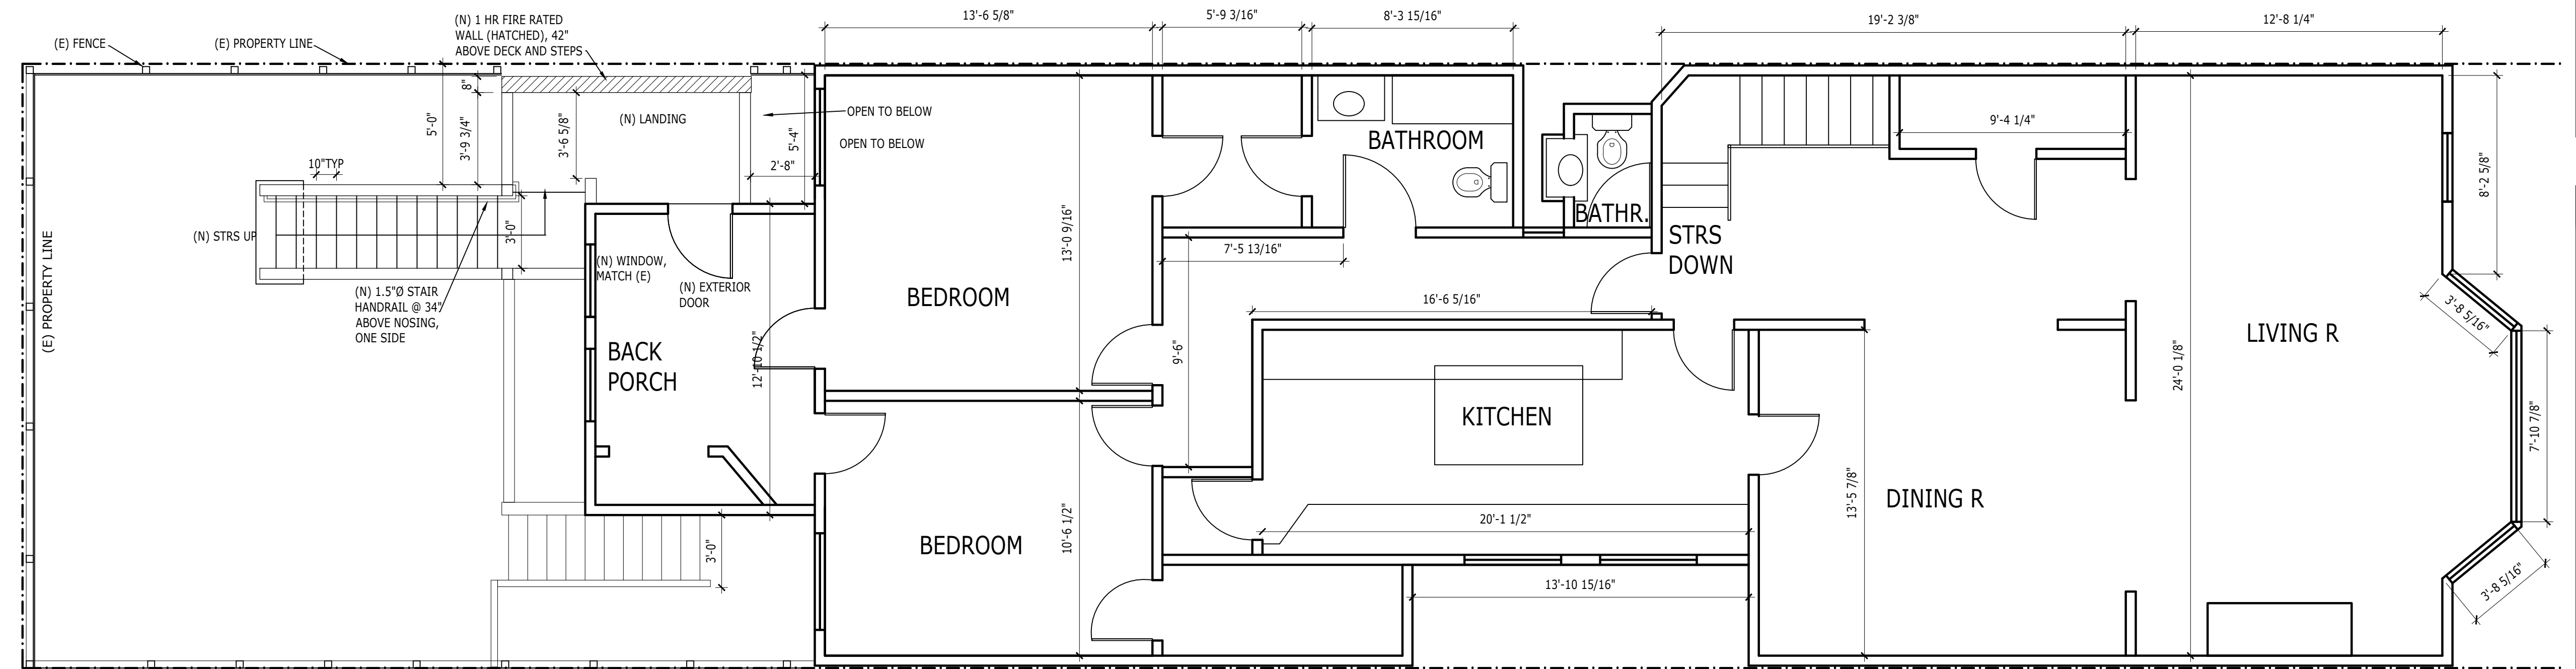 13'-6 5/8"
5'-9 3/16"
8'-3 15/16"
19'-2 3/8"
12'-8 1/4"
(E) FENCE
(E) PROPERTY LINE
(N) 1 HR FIRE RATED
WALL (HATCHED), 42"
ABOVE DECK AND STEPS
8"
5'-0"
3'-9 3/4"
3'-6 5/8"
(N) LANDING
5'-4"
2'-8"
OPEN TO BELOW
OPEN TO BELOW
10"TYP
(N) STRS UP
3'-0"
(E) PROPERTY LINE
(N) 1.5"Ø STAIR
HANDRAIL @ 34"
ABOVE NOSING,
ONE SIDE
(N) WINDOW,
MATCH (E)
(N) EXTERIOR
DOOR
BACK
PORCH
12'-10 1/2"
3'-0"
BEDROOM
13'-0 9/16"
BEDROOM
10'-6 1/2"
BATHROOM
7'-5 13/16"
9'-6"
BATHR.
STRS
DOWN
9'-4 1/4"
16'-6 5/16"
KITCHEN
20'-1 1/2"
13'-10 15/16"
DINING R
13'-5 7/8"
24'-0 1/8"
LIVING R
8'-2 5/8"
3'-8 5/16"
7'-10 7/8"
3'-8 5/16"